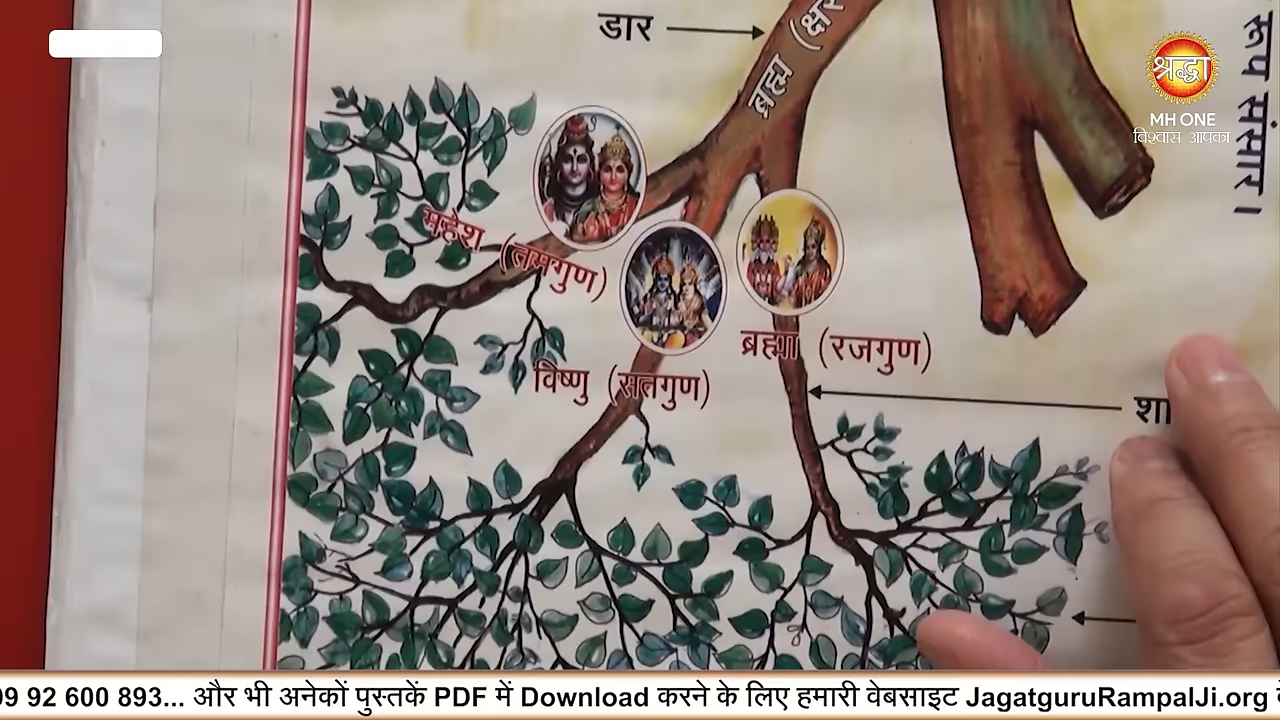 डार
ब्रह्म
श्रद्धा
MH ONE
विश्वास आपका
रूप संसार ।
महेश (तमगुण)
विष्णु (सतगुण)
ब्रह्मा (रजगुण)
92 600 893... और भी अनेकों पुस्तकें PDF में Download करने के लिए हमारी वेबसाइट JagatguruRampalJi.org